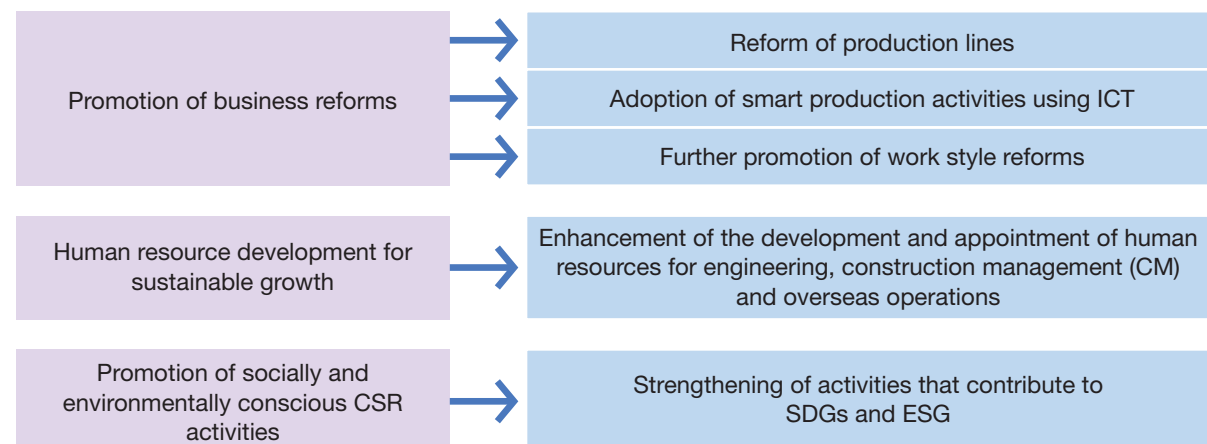 Promotion of business reforms
Reform of production lines
Adoption of smart production activities using ICT
Further promotion of work style reforms
Human resource development for
sustainable growth
Enhancement of the development and appointment of human
resources for engineering, construction management (CM)
and overseas operations
Promotion of socially and
environmentally conscious CSR
activities
Strengthening of activities that contribute to
SDGs and ESG